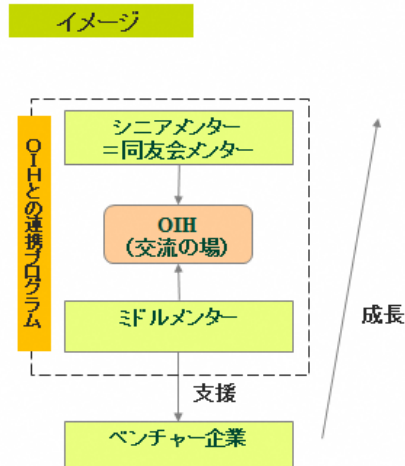 イメージ
シニアメンター
=同友会メンター
OIHとの連携プログラム
OIH
(交流の場)
ミドルメンター
成長
支援
ベンチャー企業